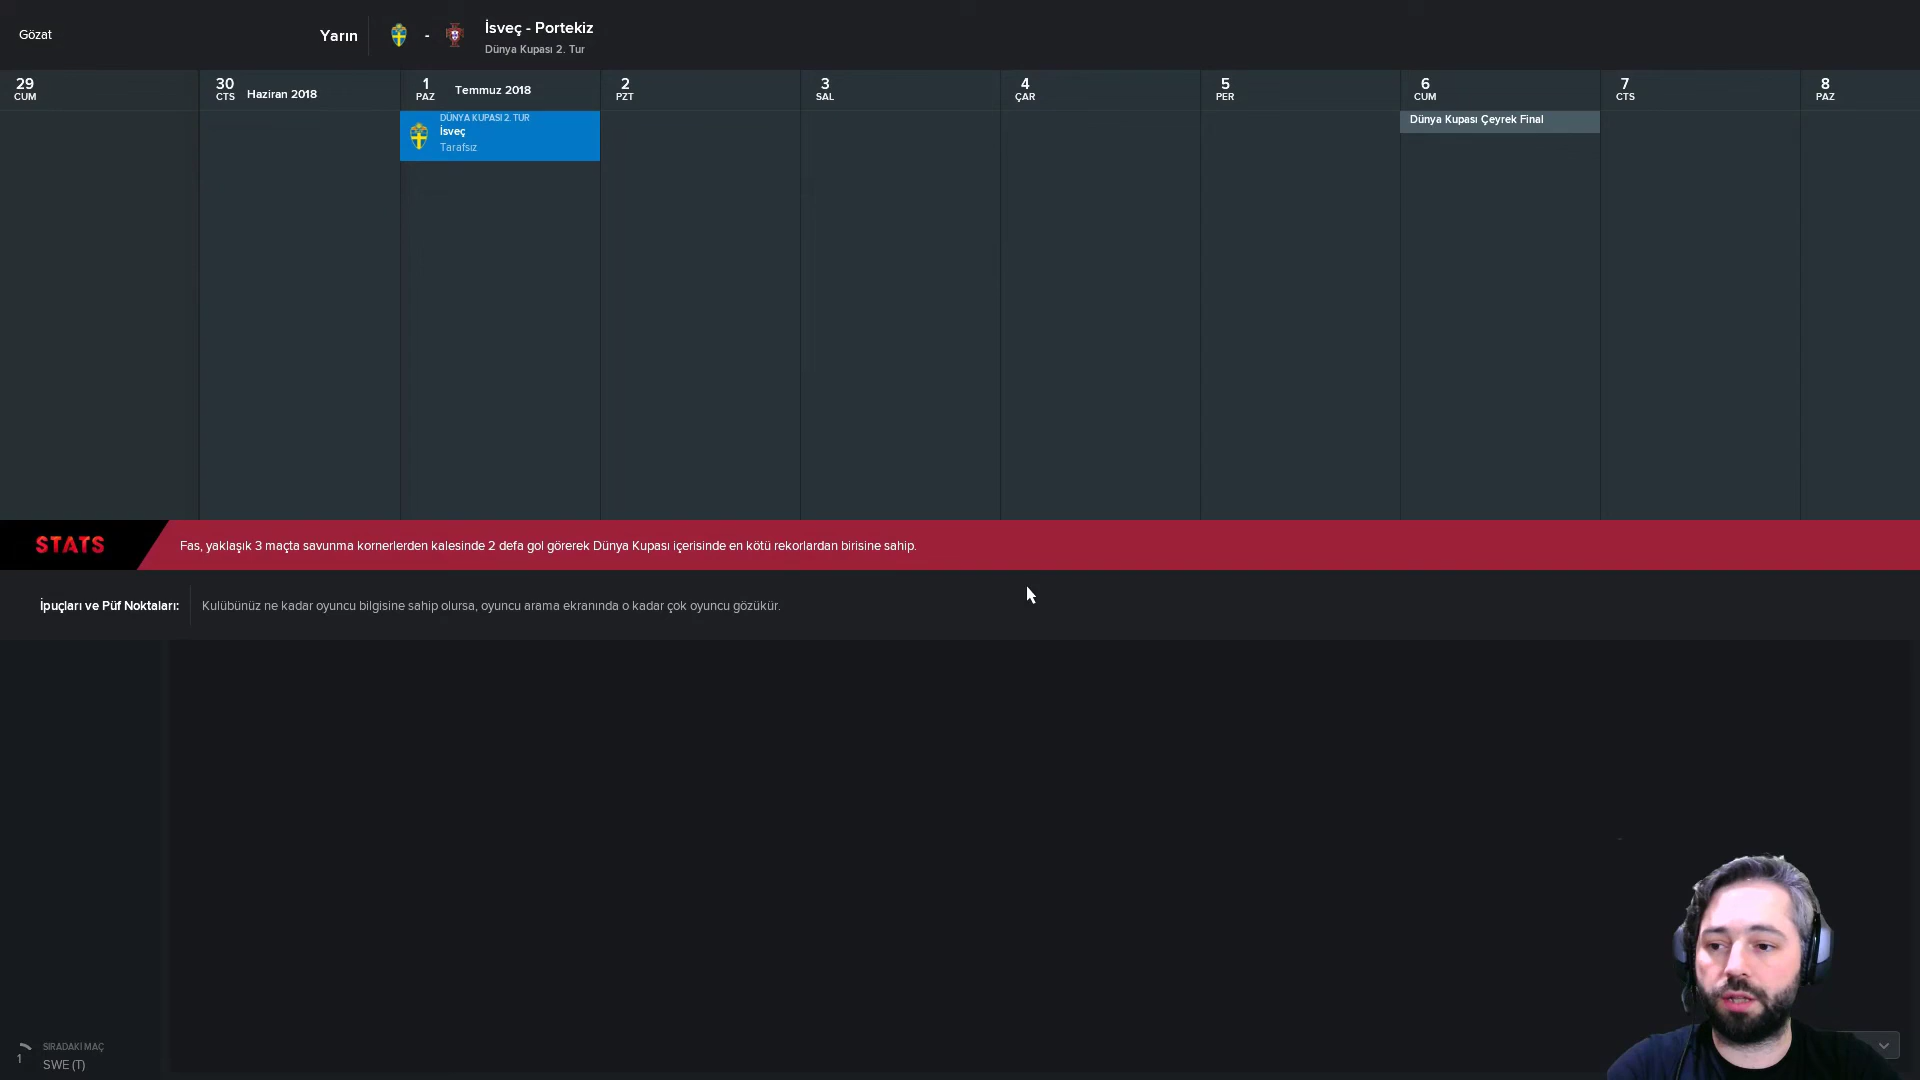 Gözat
Yarın
-
İsveç - Portekiz
Dünya Kupası 2. Tur
29
CUM
30
CTS
Haziran 2018
1
PAZ
Temmuz 2018
2
PZT
3
SAL
4
ÇAR
5
PER
6
CUM
7
CTS
8
PAZ
DÜNYA KUPASI 2. TUR
İsveç
Tarafsız
Dünya Kupası Çeyrek Final
STATS
Fas, yaklaşık 3 maçta savunma kornerlerden kalesinde 2 defa gol görerek Dünya Kupası içerisinde en kötü rekorlardan birisine sahip.
İpuçları ve Püf Noktaları:
Kulübünüz ne kadar oyuncu bilgisine sahip olursa, oyuncu arama ekranında o kadar çok oyuncu gözükür.
1
SIRADAKİ MAÇ
SWE (T)